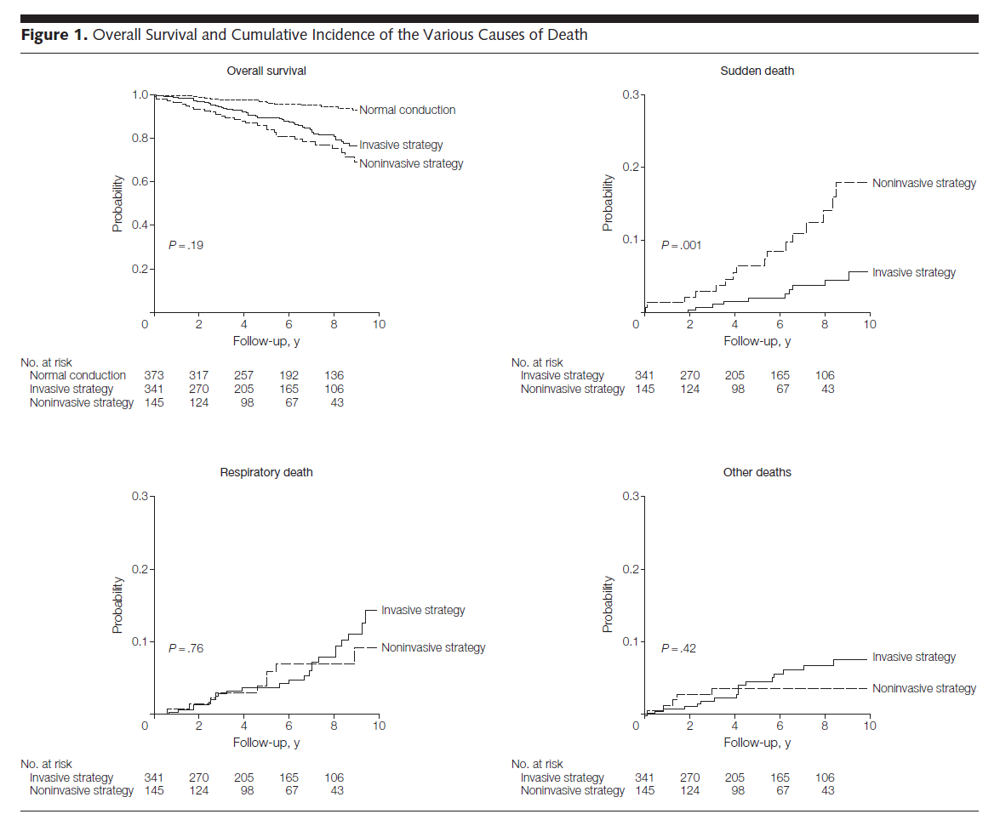 Figure 1. Overall Survival and Cumulative Incidence of the Various Causes of Death
Overall survival
1.0
0.8
0.6
0.4
0.2
0
Probability
Normal conduction
Invasive strategy
Noninvasive strategy
P = .19
2 4 6 8 10
Follow-up, y
No. at risk
Normal conduction 373 317 257 192 136
Invasive strategy 341 270 205 165 106
Noninvasive strategy 145 124 98 67 43
Sudden death
0.3
0.2
0.1
0
Probability
Noninvasive strategy
Invasive strategy
P = .001
2 4 6 8 10
Follow-up, y
No. at risk
Invasive strategy 341 270 205 165 106
Noninvasive strategy 145 124 98 67 43
Respiratory death
0.3
0.2
0.1
0
Probability
Invasive strategy
Noninvasive strategy
P = .76
2 4 6 8 10
Follow-up, y
No. at risk
Invasive strategy 341 270 205 165 106
Noninvasive strategy 145 124 98 67 43
Other deaths
0.3
0.2
0.1
0
Probability
Invasive strategy
Noninvasive strategy
P = .42
2 4 6 8 10
Follow-up, y
No. at risk
Invasive strategy 341 270 205 165 106
Noninvasive strategy 145 124 98 67 43